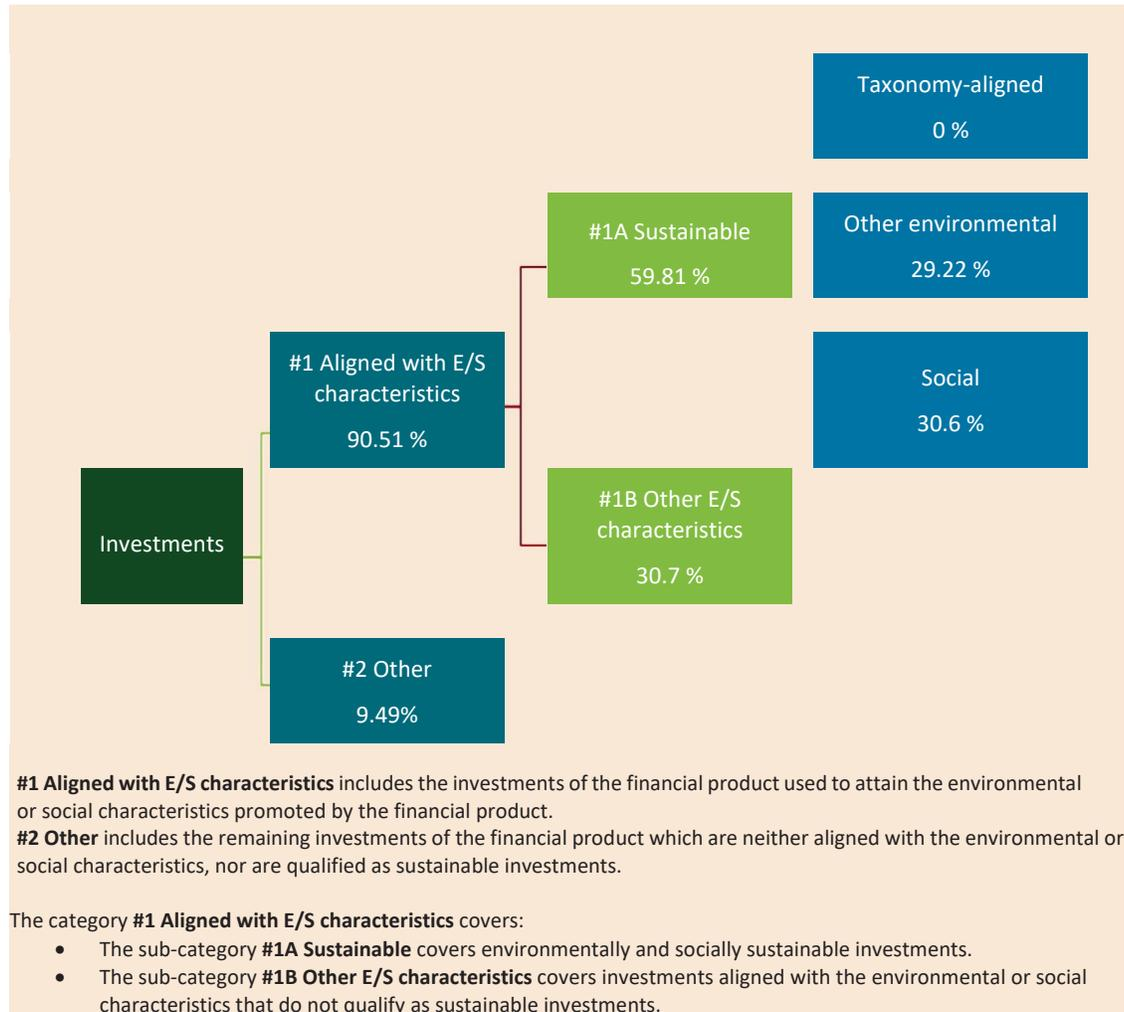 Taxonomy-aligned
0 %
#1A Sustainable
59.81 %
Other environmental
29.22 %
#1 Aligned with E/S
characteristics
90.51 %
Social
30.6 %
Investments
#1B Other E/S
characteristics
30.7 %
#2 Other
9.49%
#1 Aligned with E/S characteristics includes the investments of the financial product used to attain the environmental
or social characteristics promoted by the financial product.
#2 Other includes the remaining investments of the financial product which are neither aligned with the environmental or
social characteristics, nor are qualified as sustainable investments.
The category #1 Aligned with E/S characteristics covers:
• The sub-category #1A Sustainable covers environmentally and socially sustainable investments.
• The sub-category #1B Other E/S characteristics covers investments aligned with the environmental or social
characteristics that do not qualify as sustainable investments.